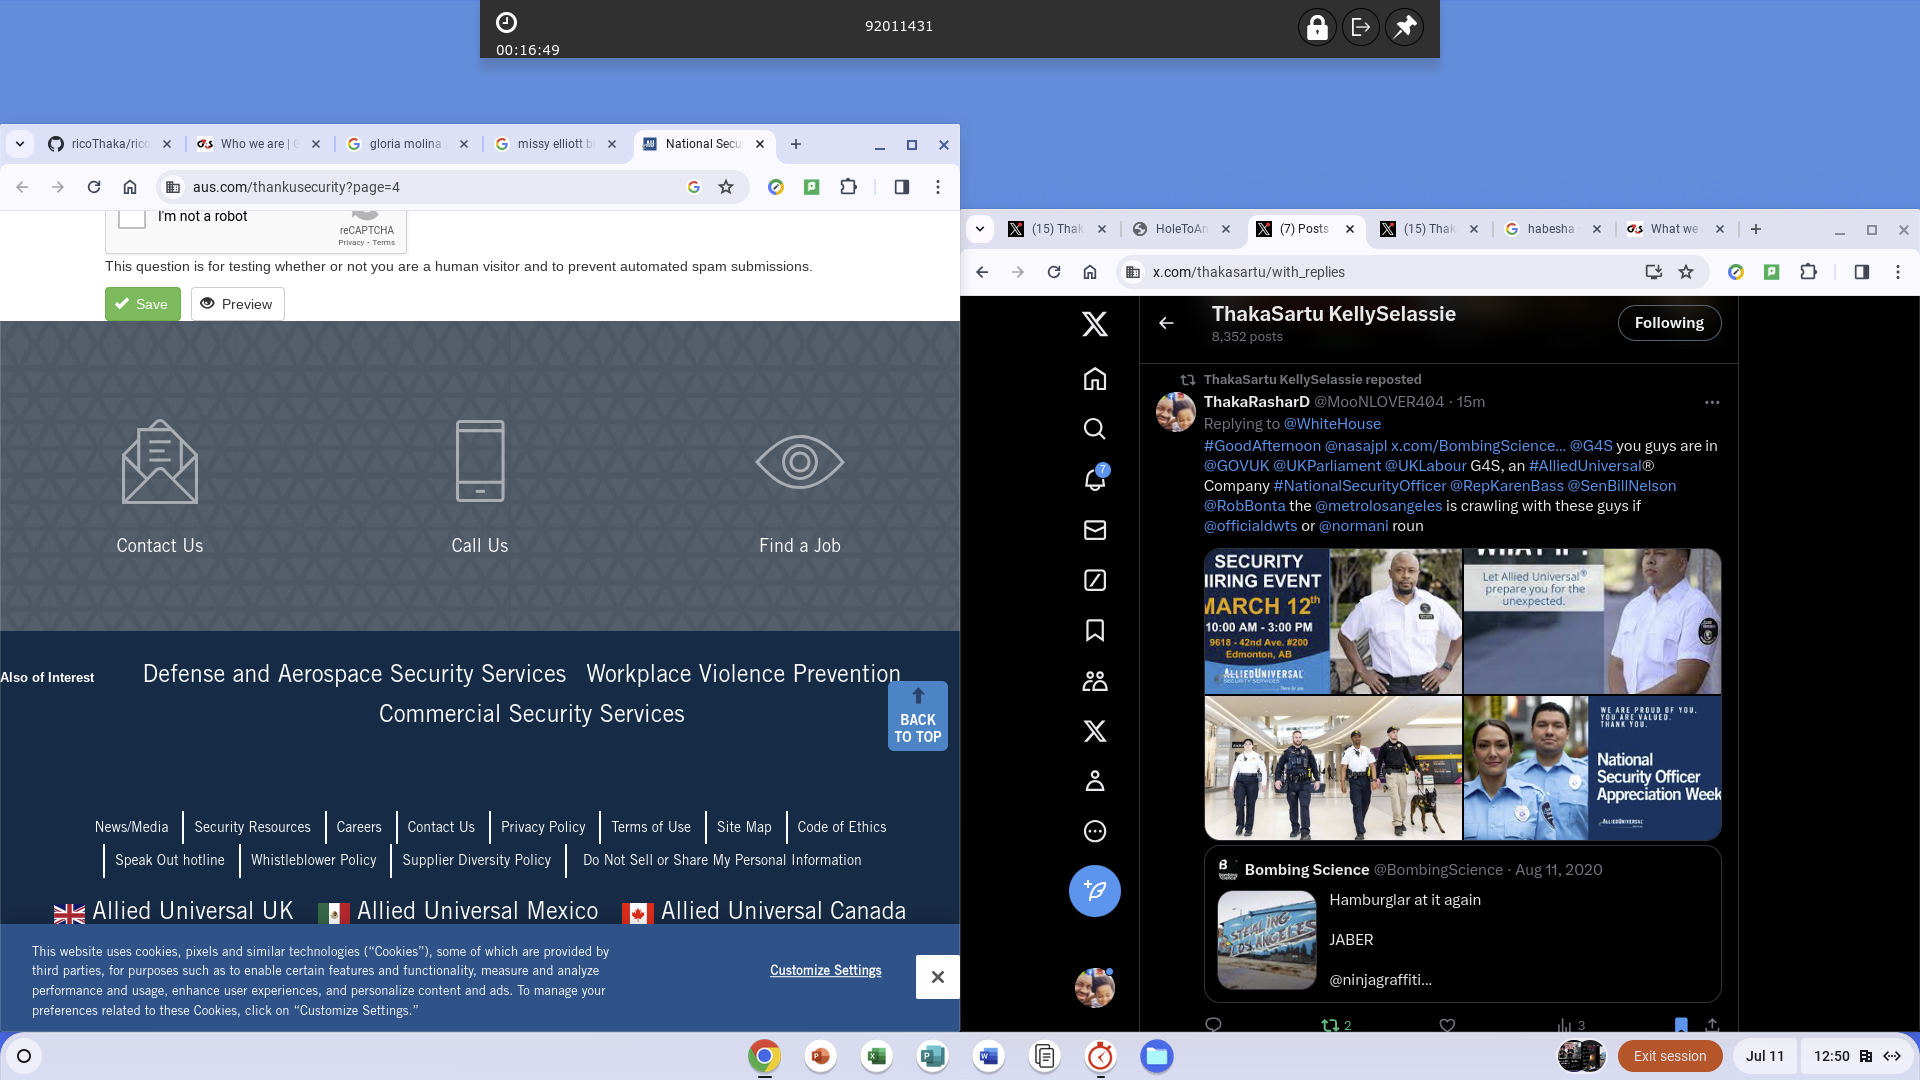 92011431
00:16:49
ricoThaka/rico
Who we are | G
gloria molina
missy elliott bi
National Secu
aus.com/thankusecurity?page=4
I'm not a robot
reCAPTCHA
Privacy - Terms
This question is for testing whether or not you are a human visitor and to prevent automated spam submissions.
Save
Preview
Contact Us
Call Us
Find a Job
Also of Interest
Defense and Aerospace Security Services
Workplace Violence Prevention
Commercial Security Services
BACK
TO TOP
News/Media
Security Resources
Careers
Contact Us
Privacy Policy
Terms of Use
Site Map
Code of Ethics
Speak Out hotline
Whistleblower Policy
Supplier Diversity Policy
Do Not Sell or Share My Personal Information
Allied Universal UK
Allied Universal Mexico
Allied Universal Canada
This website uses cookies, pixels and similar technologies (“Cookies”), some of which are provided by
third parties, for purposes such as to enable certain features and functionality, measure and analyze
performance and usage, enhance user experiences, and personalize content and ads. To manage your
preferences related to these Cookies, click on “Customize Settings.”
Customize Settings
(15) Thak
HoleToAn
(7) Posts
(15) Thak
habesha
What we
x.com/thakasartu/with_replies
ThakaSartu KellySelassie
8,352 posts
Following
ThakaSartu KellySelassie reposted
ThakaRasharD @MooNLOVER404 · 15m
Replying to @WhiteHouse
#GoodAfternoon @nasajpl x.com/BombingScience… @G4S you guys are in
@GOVUK @UKParliament @UKLabour G4S, an #AlliedUniversal®
Company #NationalSecurityOfficer @RepKarenBass @SenBillNelson
@RobBonta the @metrolosangeles is crawling with these guys if
@officialdwts or @normani roun
7
SECURITY
HIRING EVENT
MARCH 12th
10:00 AM - 3:00 PM
9618 - 42nd Ave. #200
Edmonton, AB
ALLIEDUNIVERSAL
SECURITY SERVICES
WHAT IF?
Let Allied Universal®
prepare you for the
unexpected.
WE ARE PROUD OF YOU.
YOU ARE VALUED.
THANK YOU.
National
Security Officer
Appreciation Week
ALLIEDUNIVERSAL
Bombing Science @BombingScience · Aug 11, 2020
Hamburglar at it again
JABER
@ninjagraffiti…
STEALING
LOS ANGELES
2
3
Exit session
Jul 11
12:50